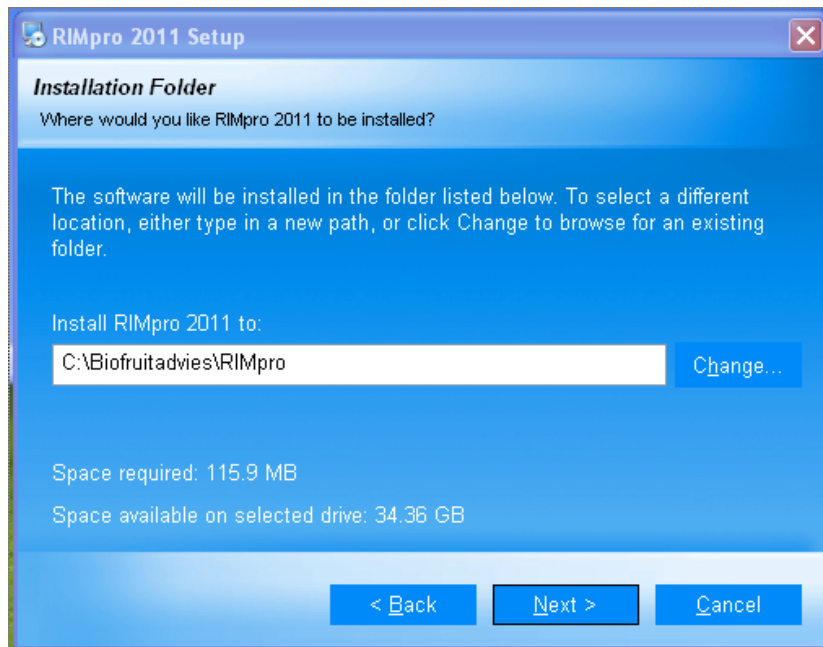 RIMpro 2011 Setup
Installation Folder
Where would you like RIMpro 2011 to be installed?
The software will be installed in the folder listed below. To select a different
location, either type in a new path, or click Change to browse for an existing
folder.
Install RIMpro 2011 to:
C:\Biofruitadvies\RIMpro
Change...
Space required: 115.9 MB
Space available on selected drive: 34.36 GB
< Back
Next >
Cancel